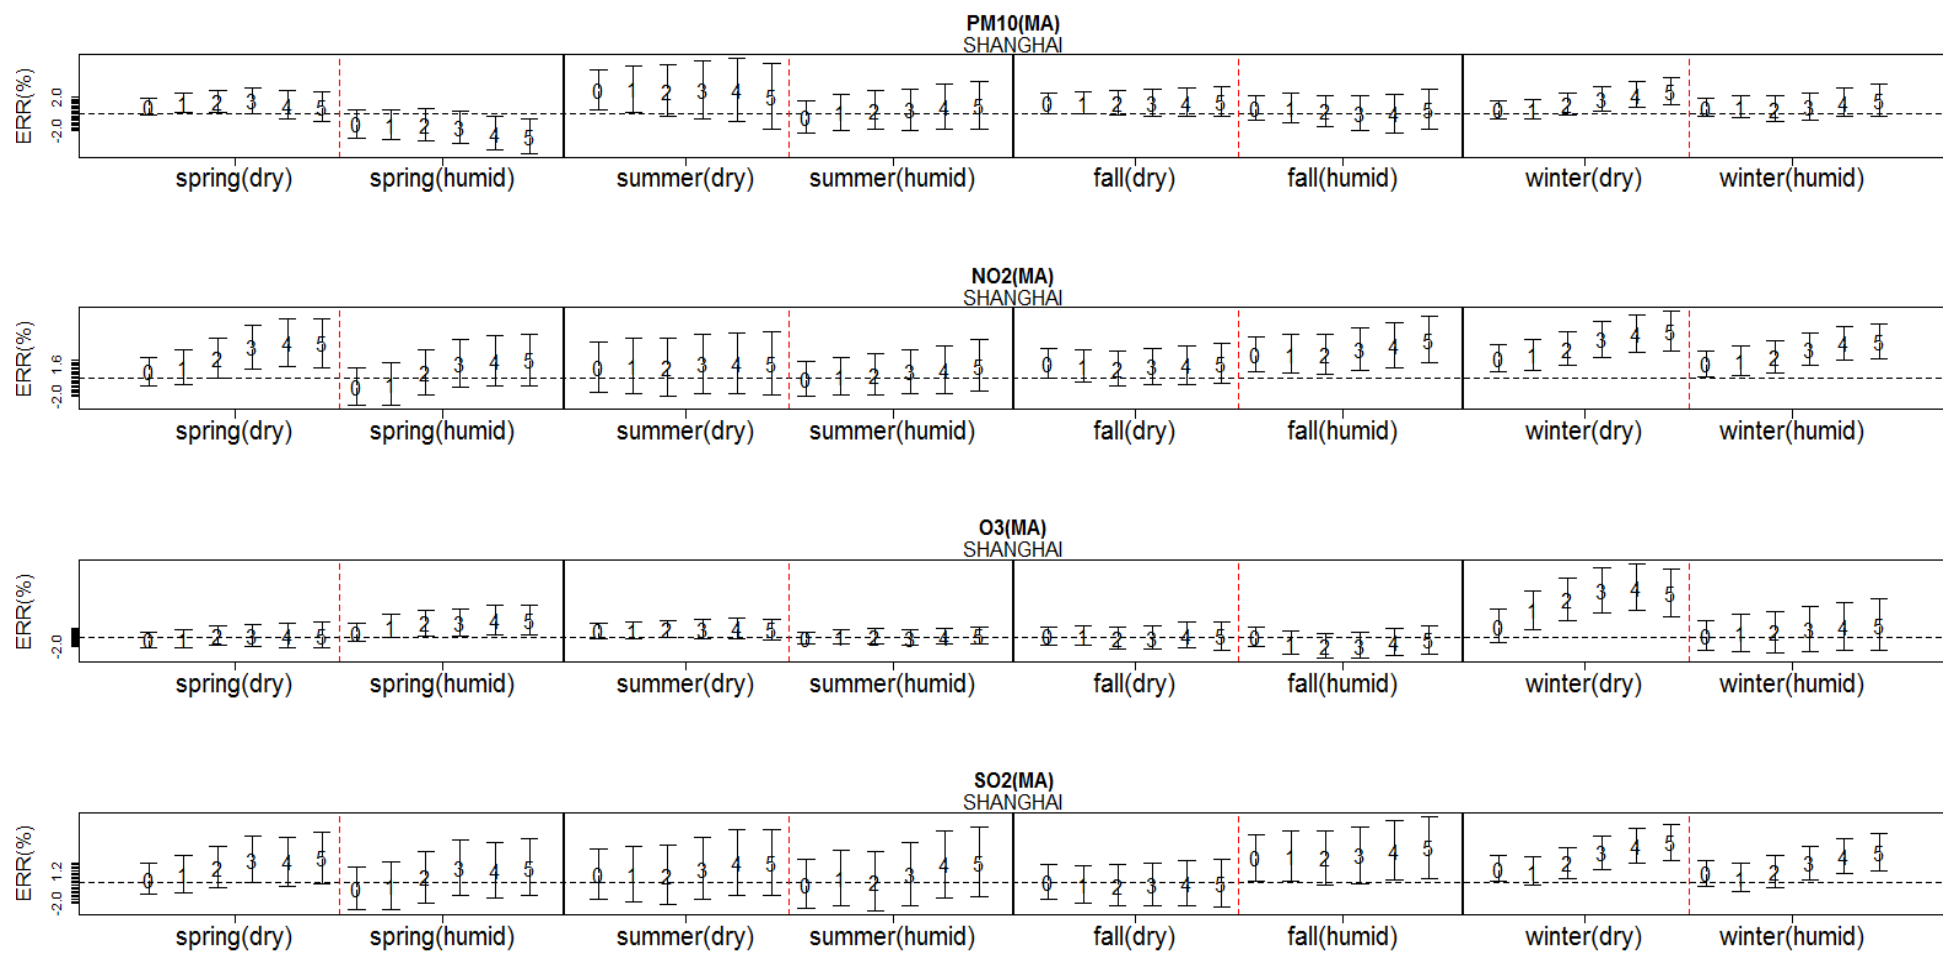 PM10(MA)
SHANGHAI
ERR(%)
2.0
-2.0
0 1 2 3 4 5 0 1 2 3 4 5 0 1 2 3 4 5 0 1 2 3 4 5 0 1 2 3 4 5 0 1 2 3 4 5 0 1 2 3 4 5 0 1 2 3 4 5
spring(dry) spring(humid) summer(dry) summer(humid) fall(dry) fall(humid) winter(dry) winter(humid)
NO2(MA)
SHANGHAI
ERR(%)
1.6
-2.0
0 1 2 3 4 5 0 1 2 3 4 5 0 1 2 3 4 5 0 1 2 3 4 5 0 1 2 3 4 5 0 1 2 3 4 5 0 1 2 3 4 5 0 1 2 3 4 5
spring(dry) spring(humid) summer(dry) summer(humid) fall(dry) fall(humid) winter(dry) winter(humid)
O3(MA)
SHANGHAI
ERR(%)
-2.0
0 1 2 3 4 5 0 1 2 3 4 5 0 1 2 3 4 5 0 1 2 3 4 5 0 1 2 3 4 5 0 1 2 3 4 5 0 1 2 3 4 5 0 1 2 3 4 5
spring(dry) spring(humid) summer(dry) summer(humid) fall(dry) fall(humid) winter(dry) winter(humid)
SO2(MA)
SHANGHAI
ERR(%)
1.2
-2.0
0 1 2 3 4 5 0 1 2 3 4 5 0 1 2 3 4 5 0 1 2 3 4 5 0 1 2 3 4 5 0 1 2 3 4 5 0 1 2 3 4 5 0 1 2 3 4 5
spring(dry) spring(humid) summer(dry) summer(humid) fall(dry) fall(humid) winter(dry) winter(humid)